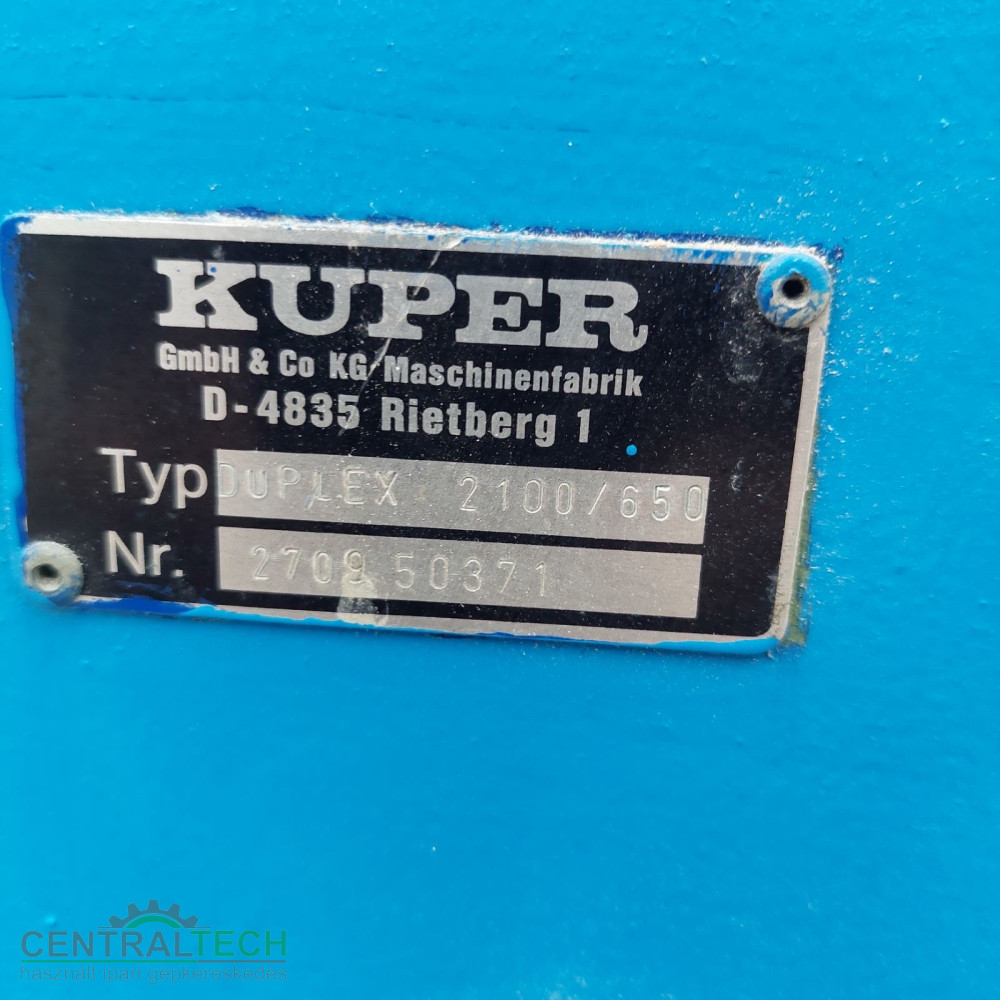 KUPER
GmbH & Co KG Maschinenfabrik
D-4835 Rietberg 1
Typ DUPLEX 2100/650
Nr. 2709 50371
CENTRALTECH
használt ipari gépkereskedés